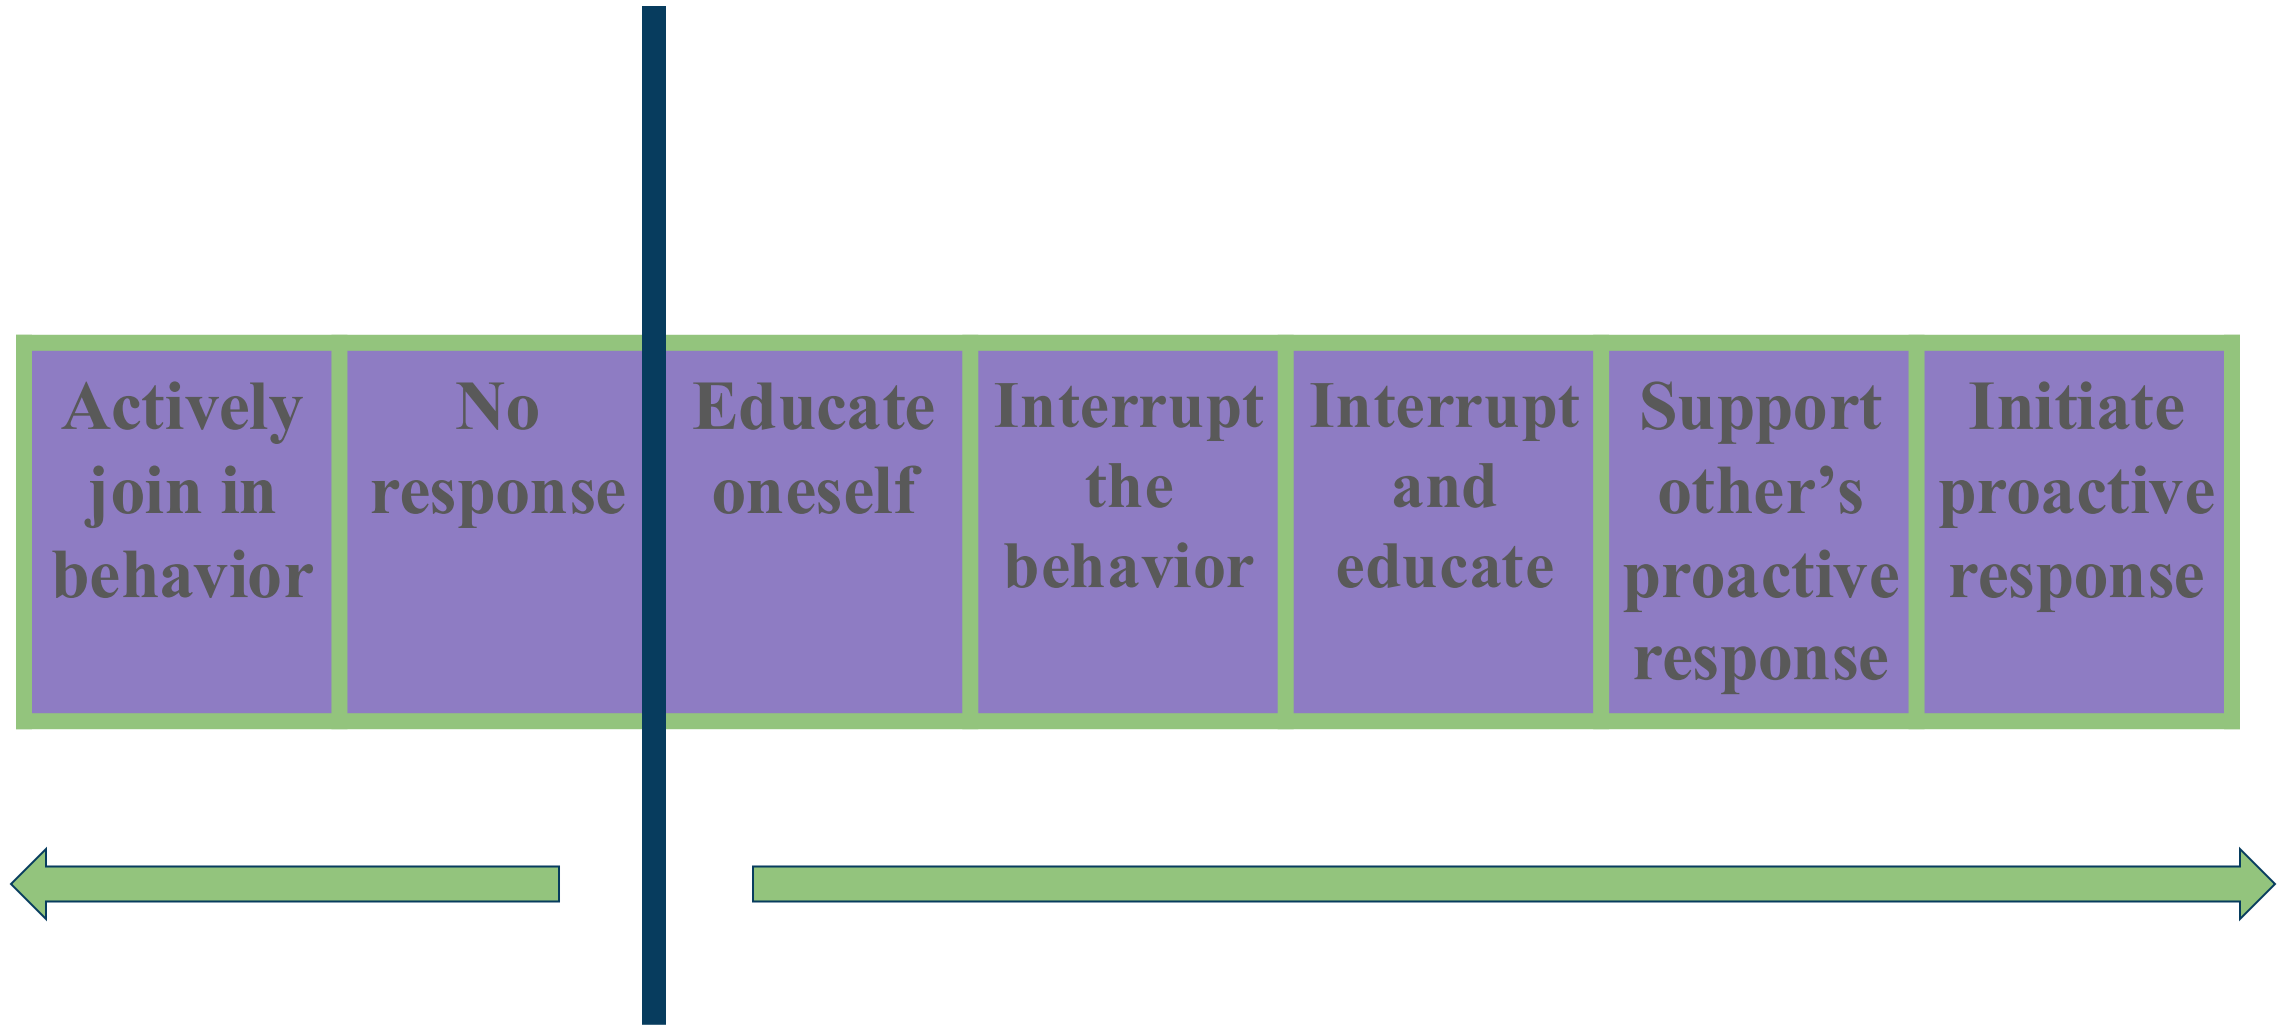 Actively
join in
behavior
No
response
Educate
oneself
Interrupt
the
behavior
Interrupt
and
educate
Support
other’s
proactive
response
Initiate
proactive
response